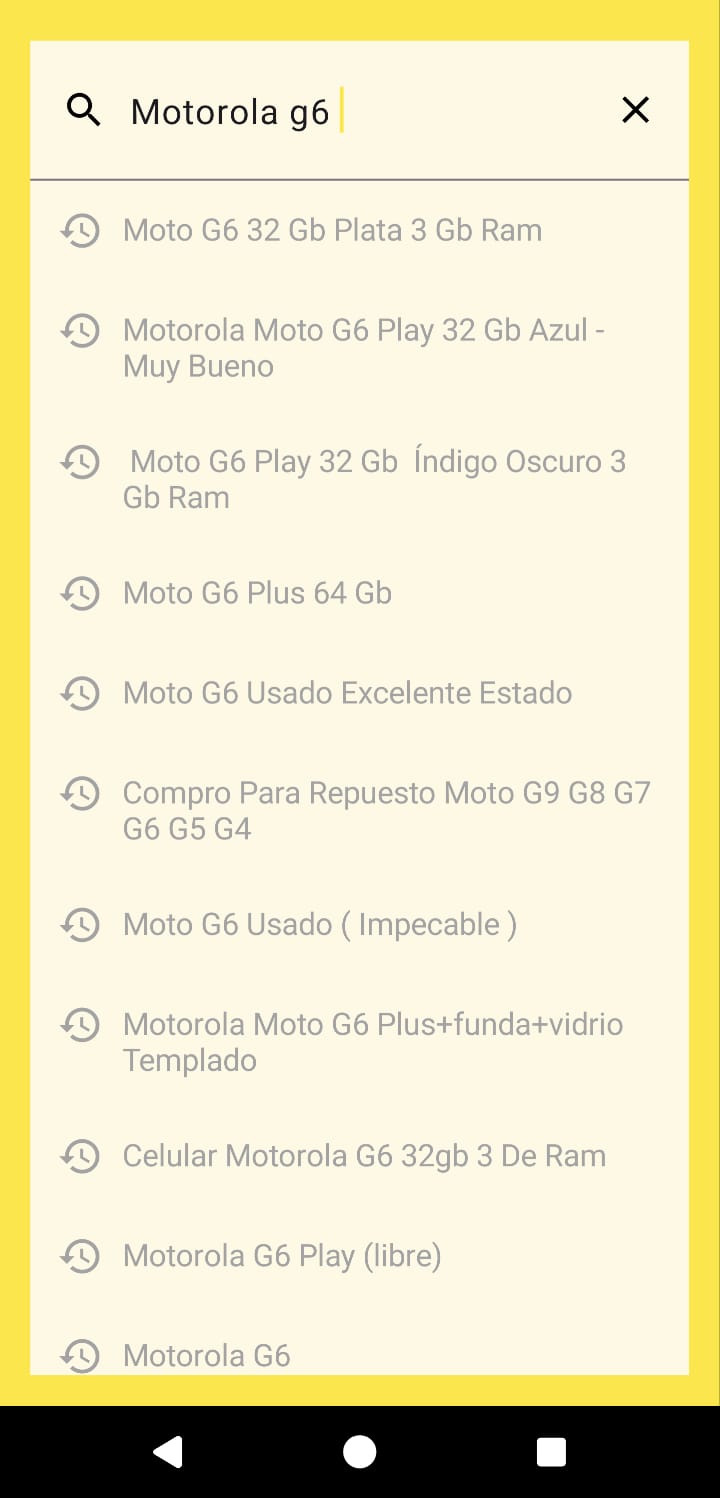 Motorola g6
Moto G6 32 Gb Plata 3 Gb Ram
Motorola Moto G6 Play 32 Gb Azul -
Muy Bueno
Moto G6 Play 32 Gb  Índigo Oscuro 3
Gb Ram
Moto G6 Plus 64 Gb
Moto G6 Usado Excelente Estado
Compro Para Repuesto Moto G9 G8 G7
G6 G5 G4
Moto G6 Usado ( Impecable )
Motorola Moto G6 Plus+funda+vidrio
Templado
Celular Motorola G6 32gb 3 De Ram
Motorola G6 Play (libre)
Motorola G6